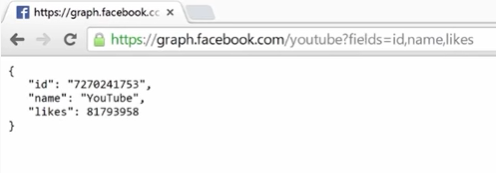 https://graph.facebook.cc
https://graph.facebook.com/youtube?fields=id,name,likes
{
"id": "7270241753",
"name": "YouTube",
"likes": 81793958
}